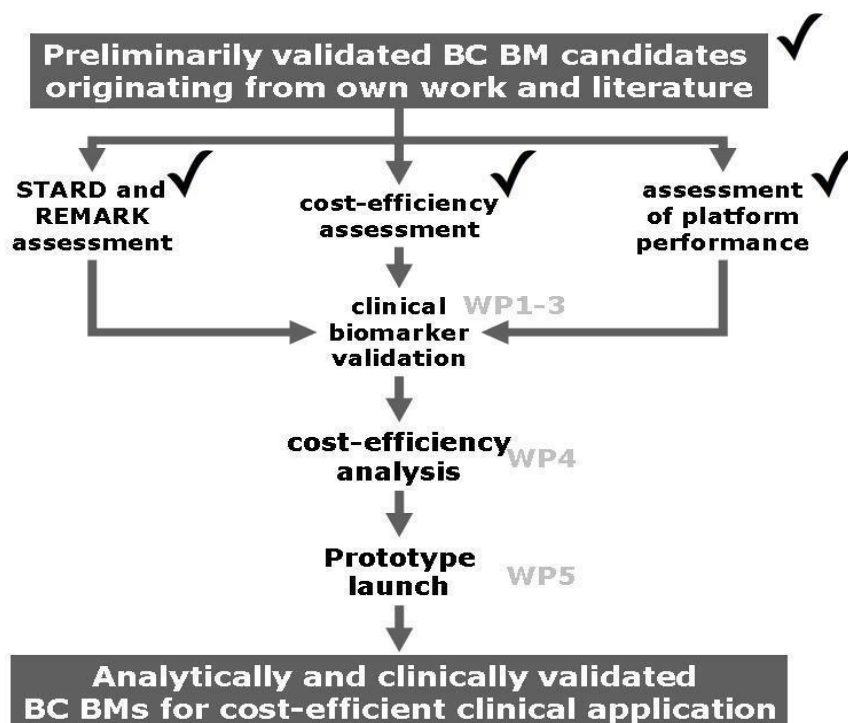 Preliminarily validated BC BM candidates
originating from own work and literature
STARD and
REMARK
assessment
cost-efficiency
assessment
assessment
of platform
performance
clinical WP1-3
biomarker
validation
cost-efficiency
analysis WP4
Prototype
launch WP5
Analytically and clinically validated
BC BMs for cost-efficient clinical application